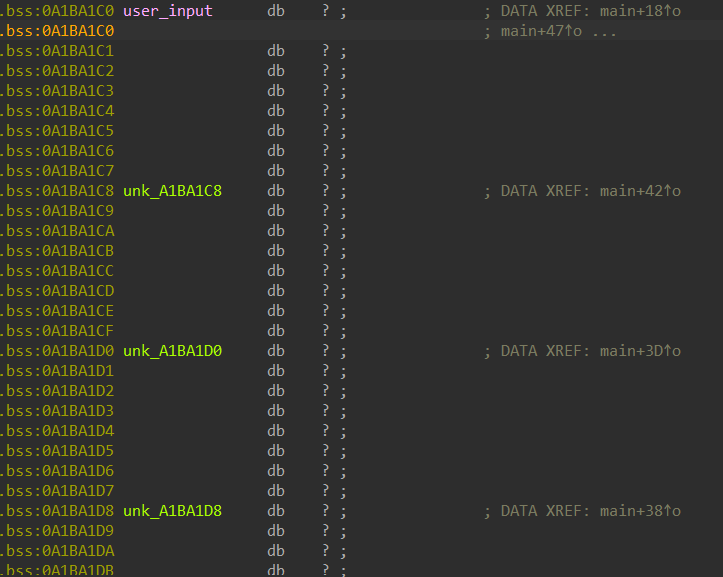 .bss:0A1BA1C0 user_input db ? ; ; DATA XREF: main+18↑o
.bss:0A1BA1C0 ; main+47↑o ...
.bss:0A1BA1C1 db ? ;
.bss:0A1BA1C2 db ? ;
.bss:0A1BA1C3 db ? ;
.bss:0A1BA1C4 db ? ;
.bss:0A1BA1C5 db ? ;
.bss:0A1BA1C6 db ? ;
.bss:0A1BA1C7 db ? ;
.bss:0A1BA1C8 unk_A1BA1C8 db ? ; ; DATA XREF: main+42↑o
.bss:0A1BA1C9 db ? ;
.bss:0A1BA1CA db ? ;
.bss:0A1BA1CB db ? ;
.bss:0A1BA1CC db ? ;
.bss:0A1BA1CD db ? ;
.bss:0A1BA1CE db ? ;
.bss:0A1BA1CF db ? ;
.bss:0A1BA1D0 unk_A1BA1D0 db ? ; ; DATA XREF: main+3D↑o
.bss:0A1BA1D1 db ? ;
.bss:0A1BA1D2 db ? ;
.bss:0A1BA1D3 db ? ;
.bss:0A1BA1D4 db ? ;
.bss:0A1BA1D5 db ? ;
.bss:0A1BA1D6 db ? ;
.bss:0A1BA1D7 db ? ;
.bss:0A1BA1D8 unk_A1BA1D8 db ? ; ; DATA XREF: main+38↑o
.bss:0A1BA1D9 db ? ;
.bss:0A1BA1DA db ? ;
.bss:0A1BA1DB db ? ;